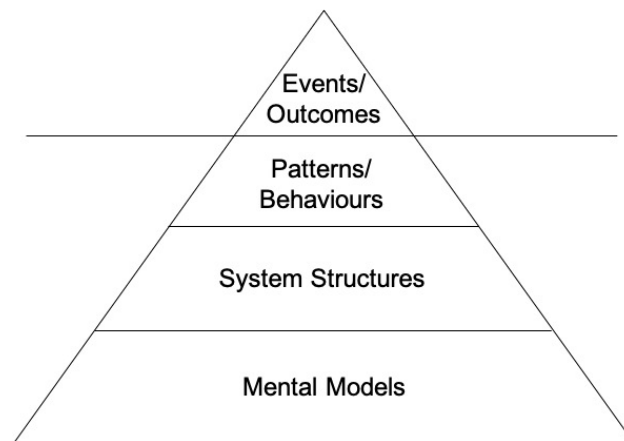 Events/
Outcomes
Patterns/
Behaviours
System Structures
Mental Models